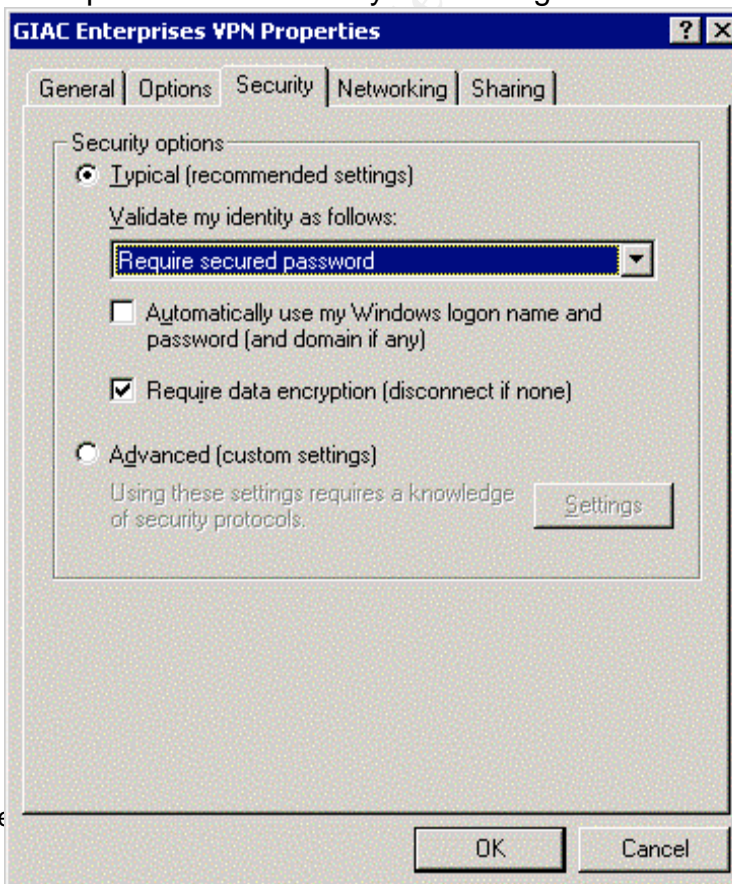 GIAC Enterprises VPN Properties
General Options Security Networking Sharing
Security options
Typical (recommended settings)
Validate my identity as follows:
Require secured password
Automatically use my Windows logon name and
password (and domain if any)
Require data encryption (disconnect if none)
Advanced (custom settings)
Using these settings requires a knowledge
of security protocols.
Settings
OK Cancel